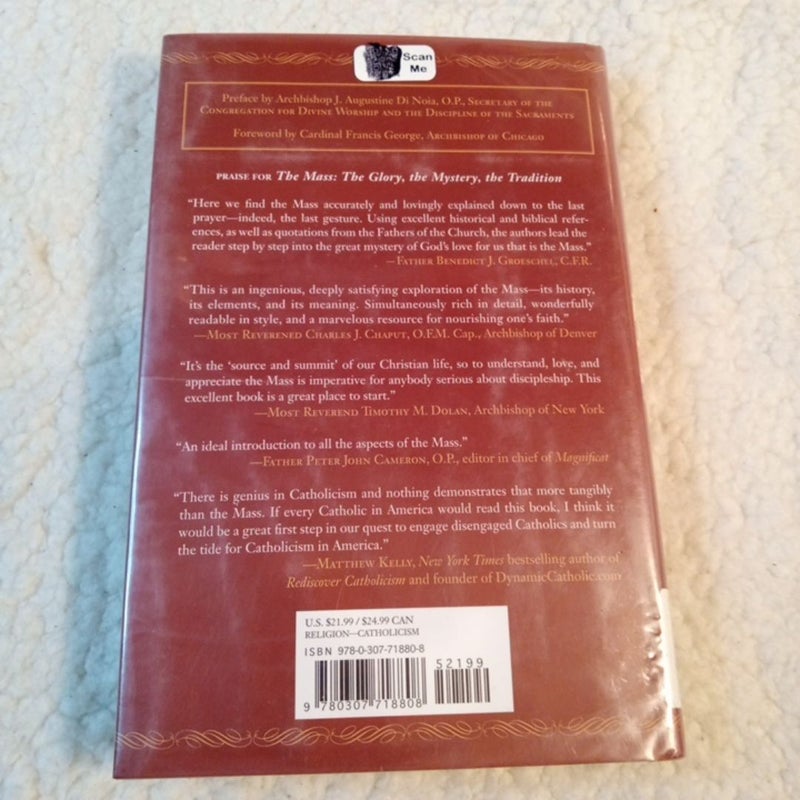 Scan
Me
Preface by Archbishop J. Augustine Di Noia, O.P., Secretary of the
Congregation for Divine Worship and the Discipline of the Sacraments
Foreword by Cardinal Francis George, Archbishop of Chicago
PRAISE FOR The Mass: The Glory, the Mystery, the Tradition
“Here we find the Mass accurately and lovingly explained down to the last
prayer—indeed, the last gesture. Using excellent historical and biblical refer-
ences, as well as quotations from the Fathers of the Church, the authors lead the
reader step by step into the great mystery of God’s love for us that is the Mass.”
—Father Benedict J. Groeschel, C.F.R.
“This is an ingenious, deeply satisfying exploration of the Mass—its history,
its elements, and its meaning. Simultaneously rich in detail, wonderfully
readable in style, and a marvelous resource for nourishing one’s faith.”
—Most Reverend Charles J. Chaput, O.F.M. Cap., Archbishop of Denver
“It’s the ‘source and summit’ of our Christian life, so to understand, love, and
appreciate the Mass is imperative for anybody serious about discipleship. This
excellent book is a great place to start.”
—Most Reverend Timothy M. Dolan, Archbishop of New York
“An ideal introduction to all the aspects of the Mass.”
—Father Peter John Cameron, O.P., editor in chief of Magnificat
“There is genius in Catholicism and nothing demonstrates that more tangibly
than the Mass. If every Catholic in America would read this book, I think it
would be a great first step in our quest to engage disengaged Catholics and turn
the tide for Catholicism in America.”
—Matthew Kelly, New York Times bestselling author of
Rediscover Catholicism and founder of DynamicCatholic.com
U.S. $21.99 / $24.99 CAN
RELIGION—CATHOLICISM
ISBN 978-0-307-71880-8
52199
9 780307 718808